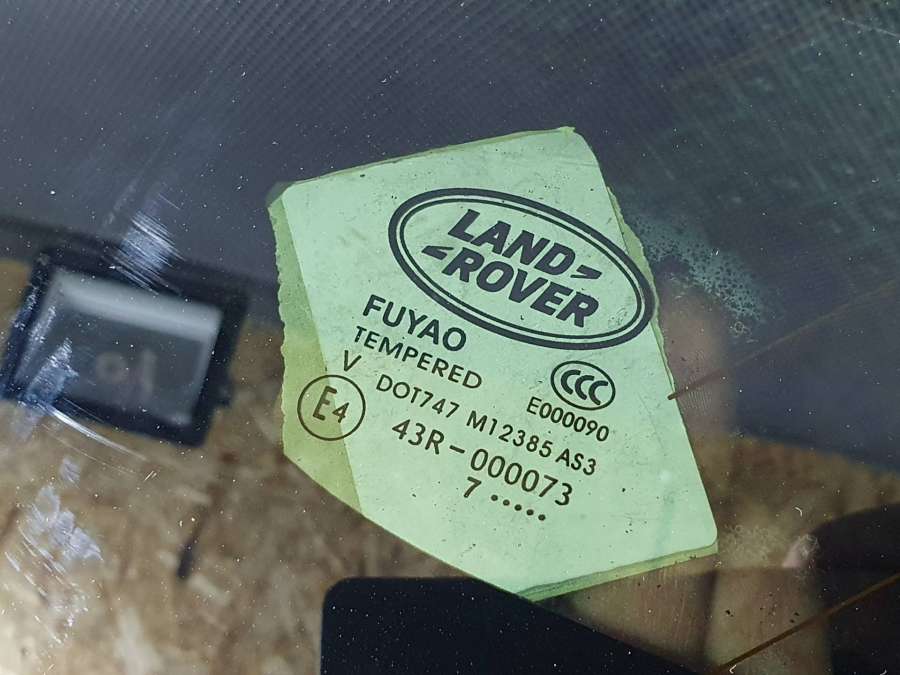 LAND
ROVER
FUYAO
TEMPERED
CCC
V
E000090
E4
DOT747 M12385 AS3
43R-000073
7.....